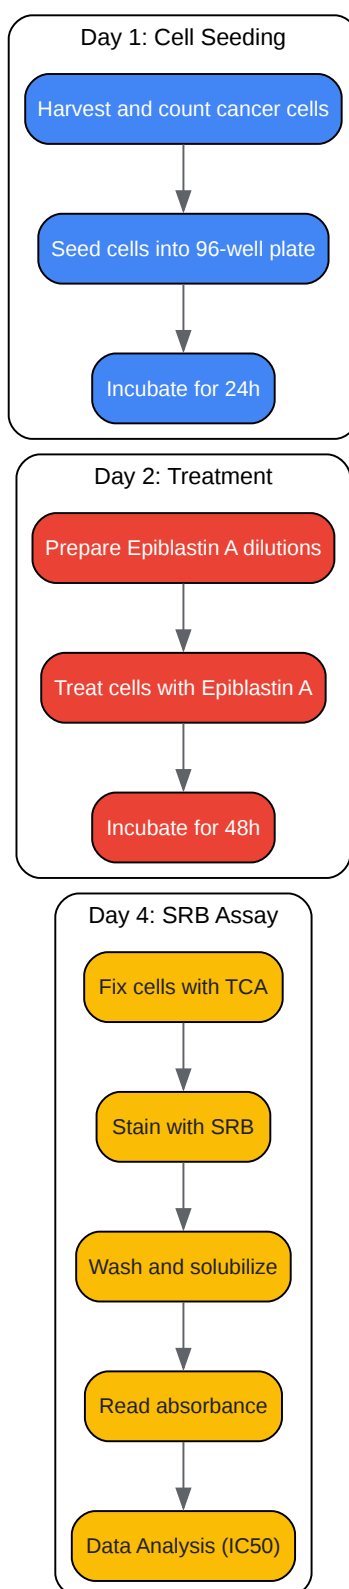 Day 1: Cell Seeding
Harvest and count cancer cells
Seed cells into 96-well plate
Incubate for 24h
Day 2: Treatment
Prepare Epiblastin A dilutions
Treat cells with Epiblastin A
Incubate for 48h
Day 4: SRB Assay
Fix cells with TCA
Stain with SRB
Wash and solubilize
Read absorbance
Data Analysis (IC50)